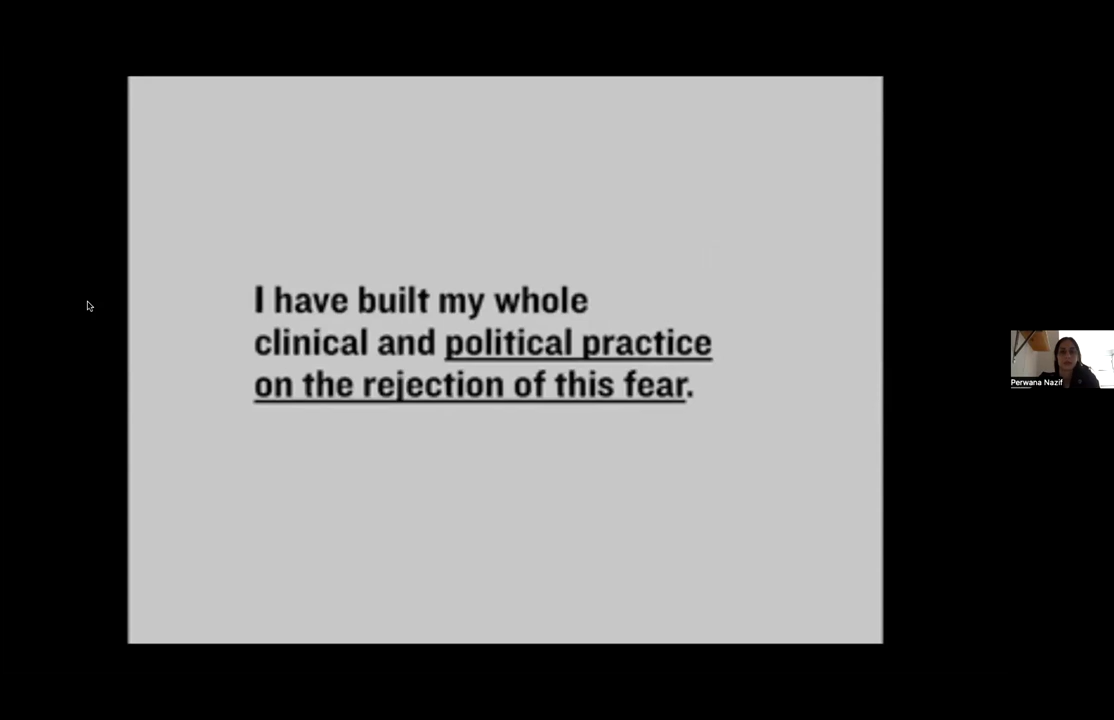 I have built my whole
clinical and political practice
on the rejection of this fear.
Perwana Nazif